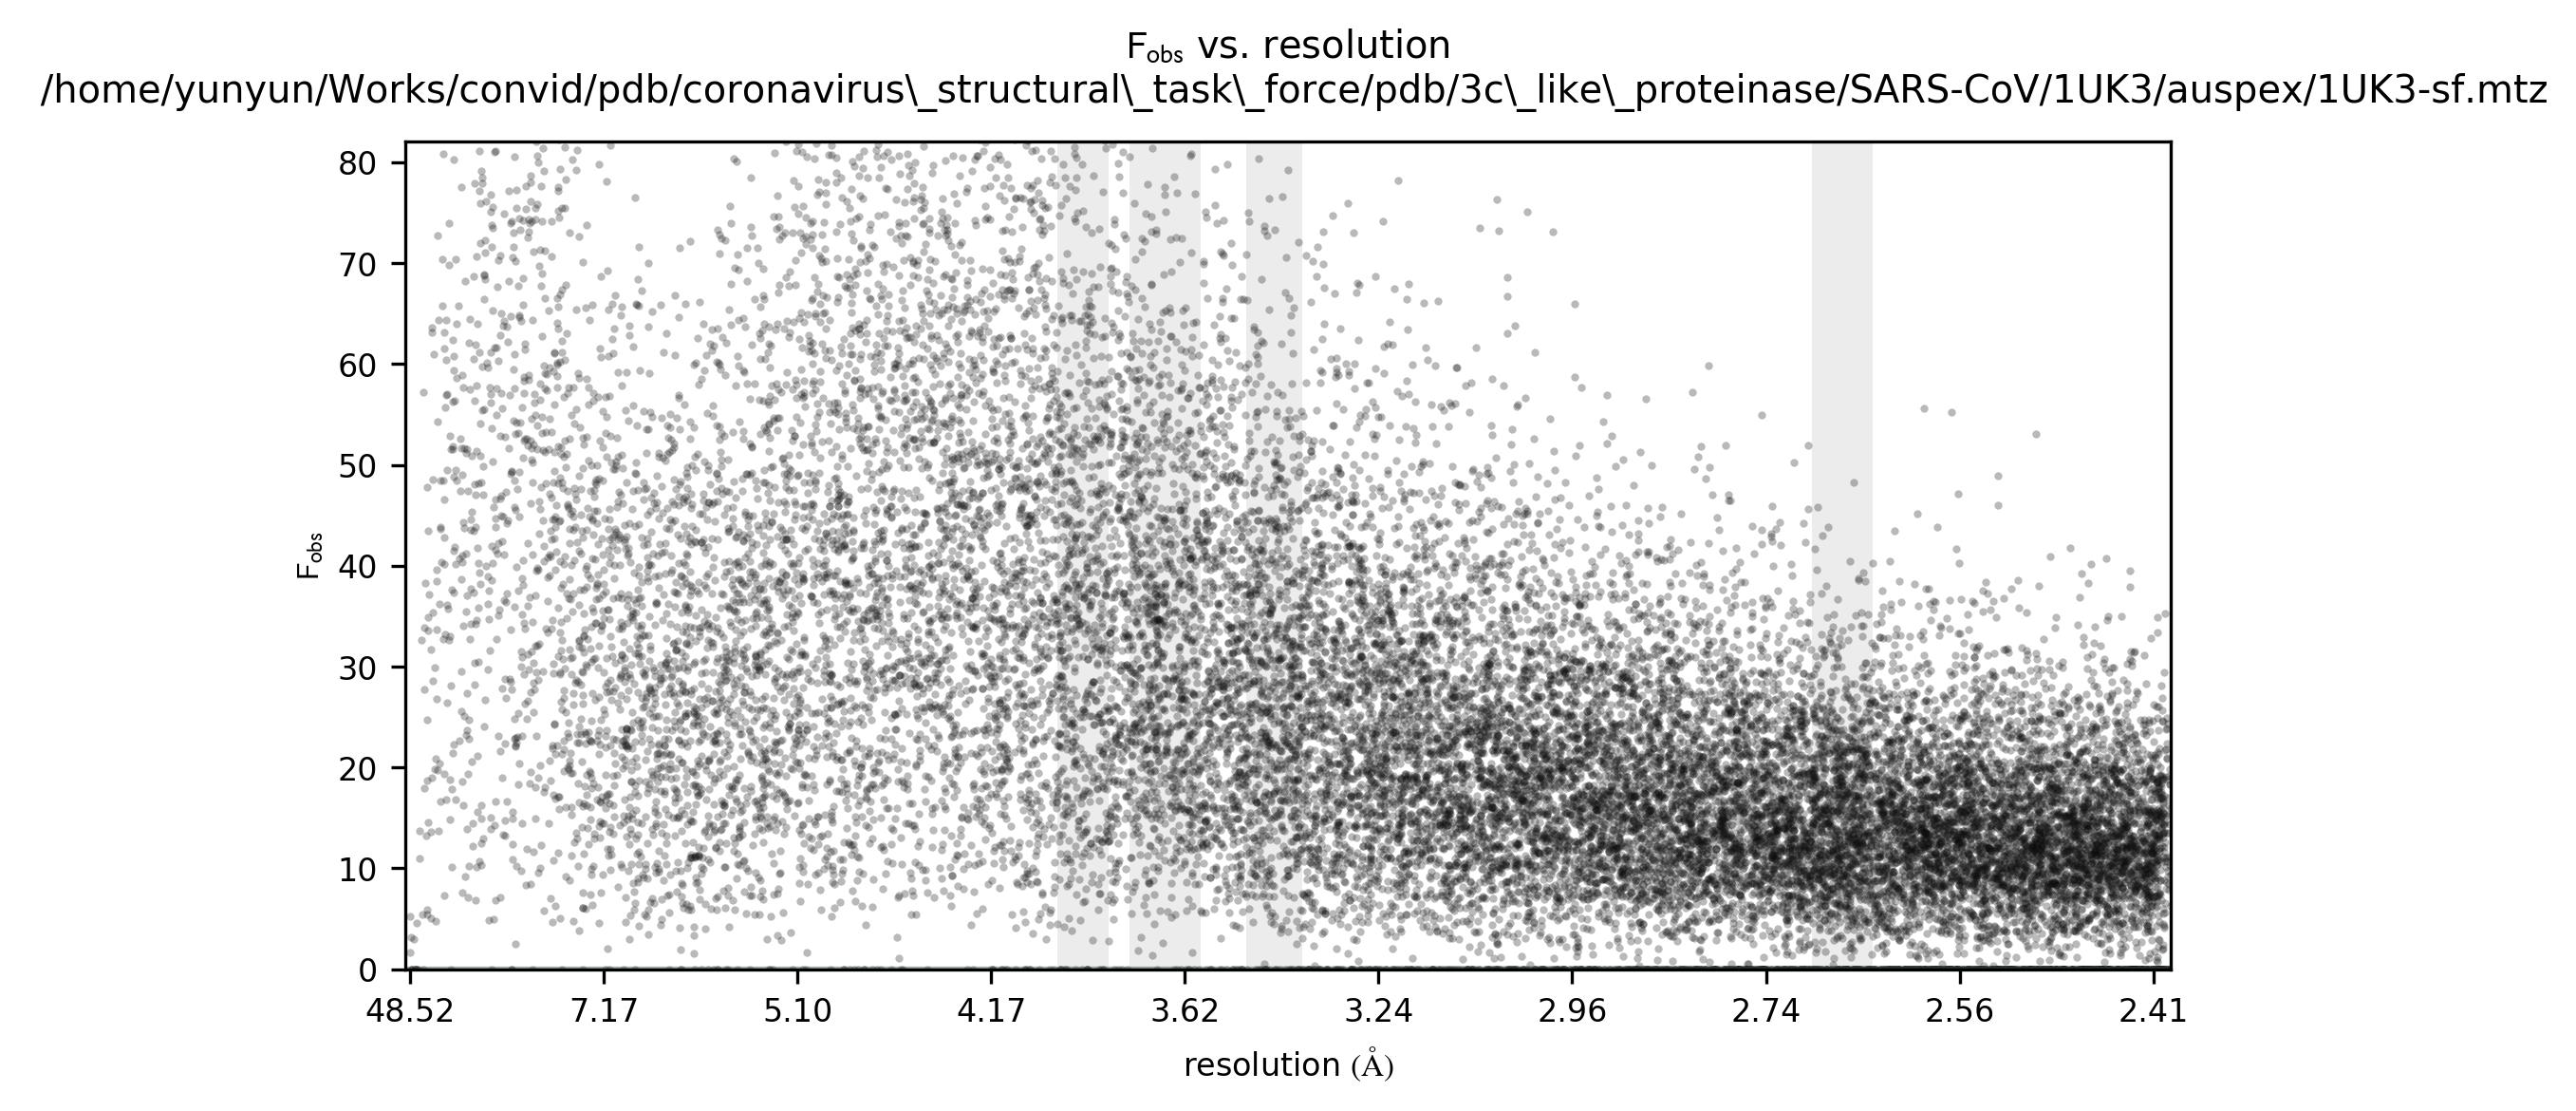 Fobs vs. resolution
/home/yunyun/Works/convid/pdb/coronavirus\_structural\_task\_force/pdb/3c\_like\_proteinase/SARS-CoV/1UK3/auspex/1UK3-sf.mtz
80
70
60
50
40
30
20
10
0
Fobs
48.52 7.17 5.10 4.17 3.62 3.24 2.96 2.74 2.56 2.41
resolution (Å)